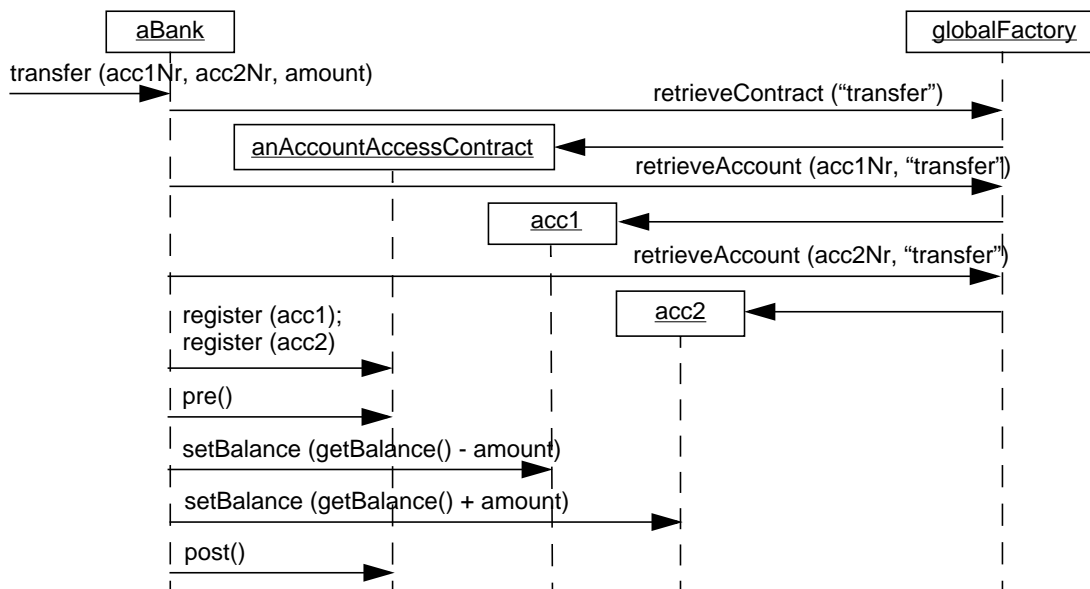 aBank
globalFactory
transfer (acc1Nr, acc2Nr, amount)
retrieveContract (“transfer”)
anAccountAccessContract
retrieveAccount (acc1Nr, “transfer”)
acc1
retrieveAccount (acc2Nr, “transfer”)
acc2
register (acc1);
register (acc2)
pre()
setBalance (getBalance() - amount)
setBalance (getBalance() + amount)
post()